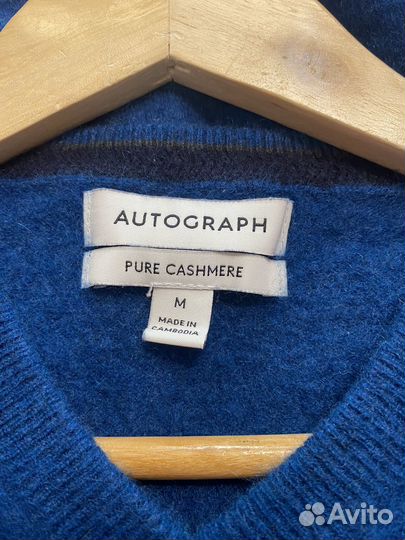 AUTOGRAPH
PURE CASHMERE
M
MADE IN
CAMBODIA
Avito